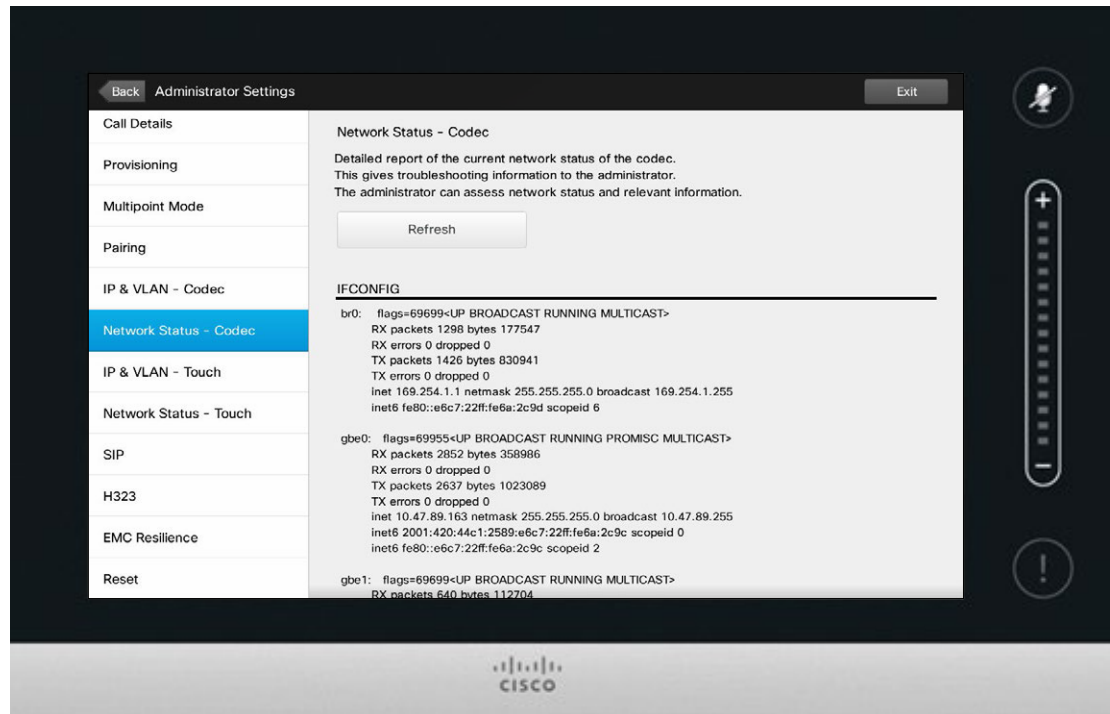 Back Administrator Settings Exit
Call Details
Provisioning
Multipoint Mode
Pairing
IP & VLAN - Codec
Network Status - Codec
IP & VLAN - Touch
Network Status - Touch
SIP
H323
EMC Resilience
Reset
Network Status - Codec
Detailed report of the current network status of the codec.
This gives troubleshooting information to the administrator.
The administrator can assess network status and relevant information.
Refresh
IFCONFIG
br0: flags=69699<UP BROADCAST RUNNING MULTICAST>
RX packets 1298 bytes 177547
RX errors 0 dropped 0
TX packets 1426 bytes 830941
TX errors 0 dropped 0
inet 169.254.1.1 netmask 255.255.255.0 broadcast 169.254.1.255
inet6 fe80::e6c7:22ff:fe6a:2c9d scopeid 6
gbe0: flags=69955<UP BROADCAST RUNNING PROMISC MULTICAST>
RX packets 2852 bytes 358986
RX errors 0 dropped 0
TX packets 2637 bytes 1023089
TX errors 0 dropped 0
inet 10.47.89.163 netmask 255.255.255.0 broadcast 10.47.89.255
inet6 2001:420:44c1:2589:e6c7:22ff:fe6a:2c9c scopeid 0
inet6 fe80::e6c7:22ff:fe6a:2c9c scopeid 2
gbe1: flags=69699<UP BROADCAST RUNNING MULTICAST>
RX packets 640 bytes 112704
+
−
!
CISCO